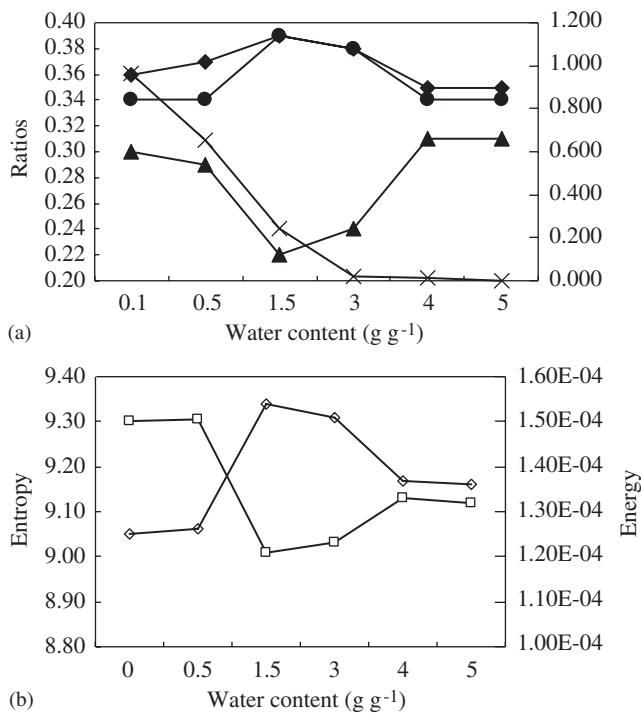 0.40 1.200
0.38
0.36 1.000
0.34 0.800
0.32
0.30 0.600
0.28
0.26 0.400
0.24 0.200
0.22
0.20 0.000
Ratios
0.1 0.5 1.5 3 4 5
(a) Water content (g g-1)
9.40 1.60E-04
9.30 1.50E-04
9.20 1.40E-04
9.10 1.30E-04
9.00 1.20E-04
8.90 1.10E-04
8.80 1.00E-04
Entropy
Energy
0 0.5 1.5 3 4 5
(b) Water content (g g-1)